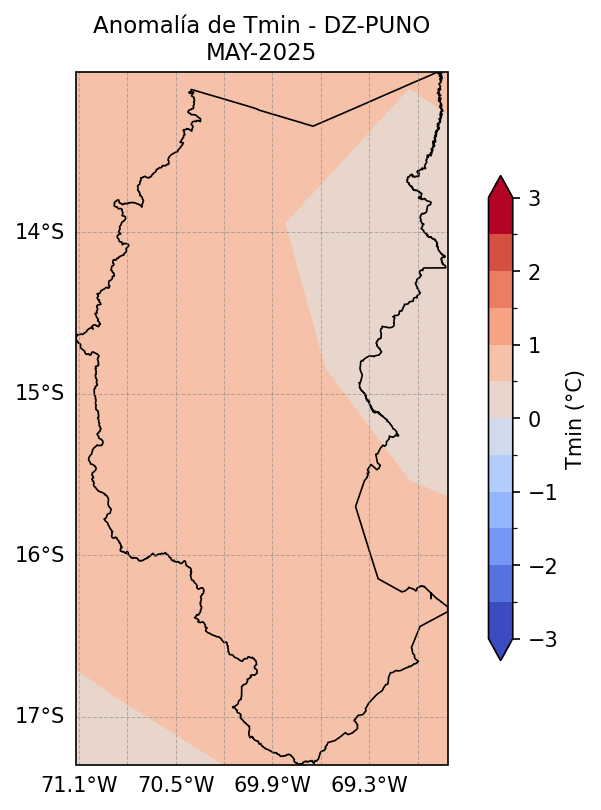 Anomalía de Tmin - DZ-PUNO
MAY-2025
14°S
15°S
16°S
17°S
71.1°W 70.5°W 69.9°W 69.3°W
3
2
1
0
−1
−2
−3
Tmin (°C)